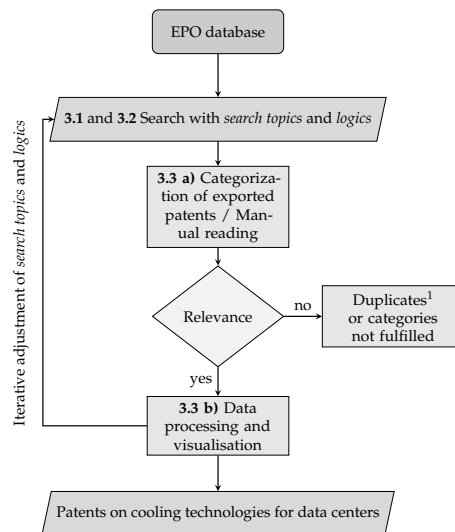 EPO database
3.1 and 3.2 Search with search topics and logics
3.3 a) Categoriza-
tion of exported
patents / Man-
ual reading
Iterative adjustment of search topics and logics
Relevance
no
Duplicates¹
or categories
not fulfilled
yes
3.3 b) Data
processing and
visualisation
Patents on cooling technologies for data centers